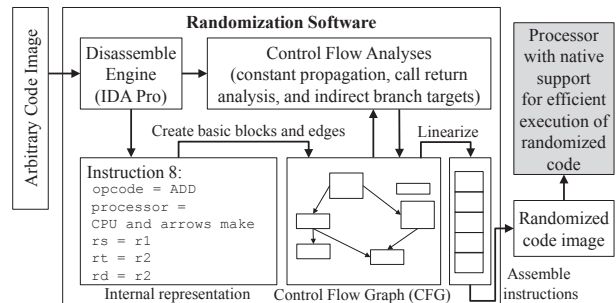 Randomization Software
Arbitrary Code Image
Disassemble
Engine
(IDA Pro)
Control Flow Analyses
(constant propagation, call return
analysis, and indirect branch targets)
Processor
with native
support
for efficient
execution of
randomized
code
Create basic blocks and edges
Linearize
Instruction 8:
opcode = ADD
processor =
CPU and arrows make
rs = r1
rt = r2
rd = r2
Internal representation
Control Flow Graph (CFG)
Randomized
code image
Assemble
instructions